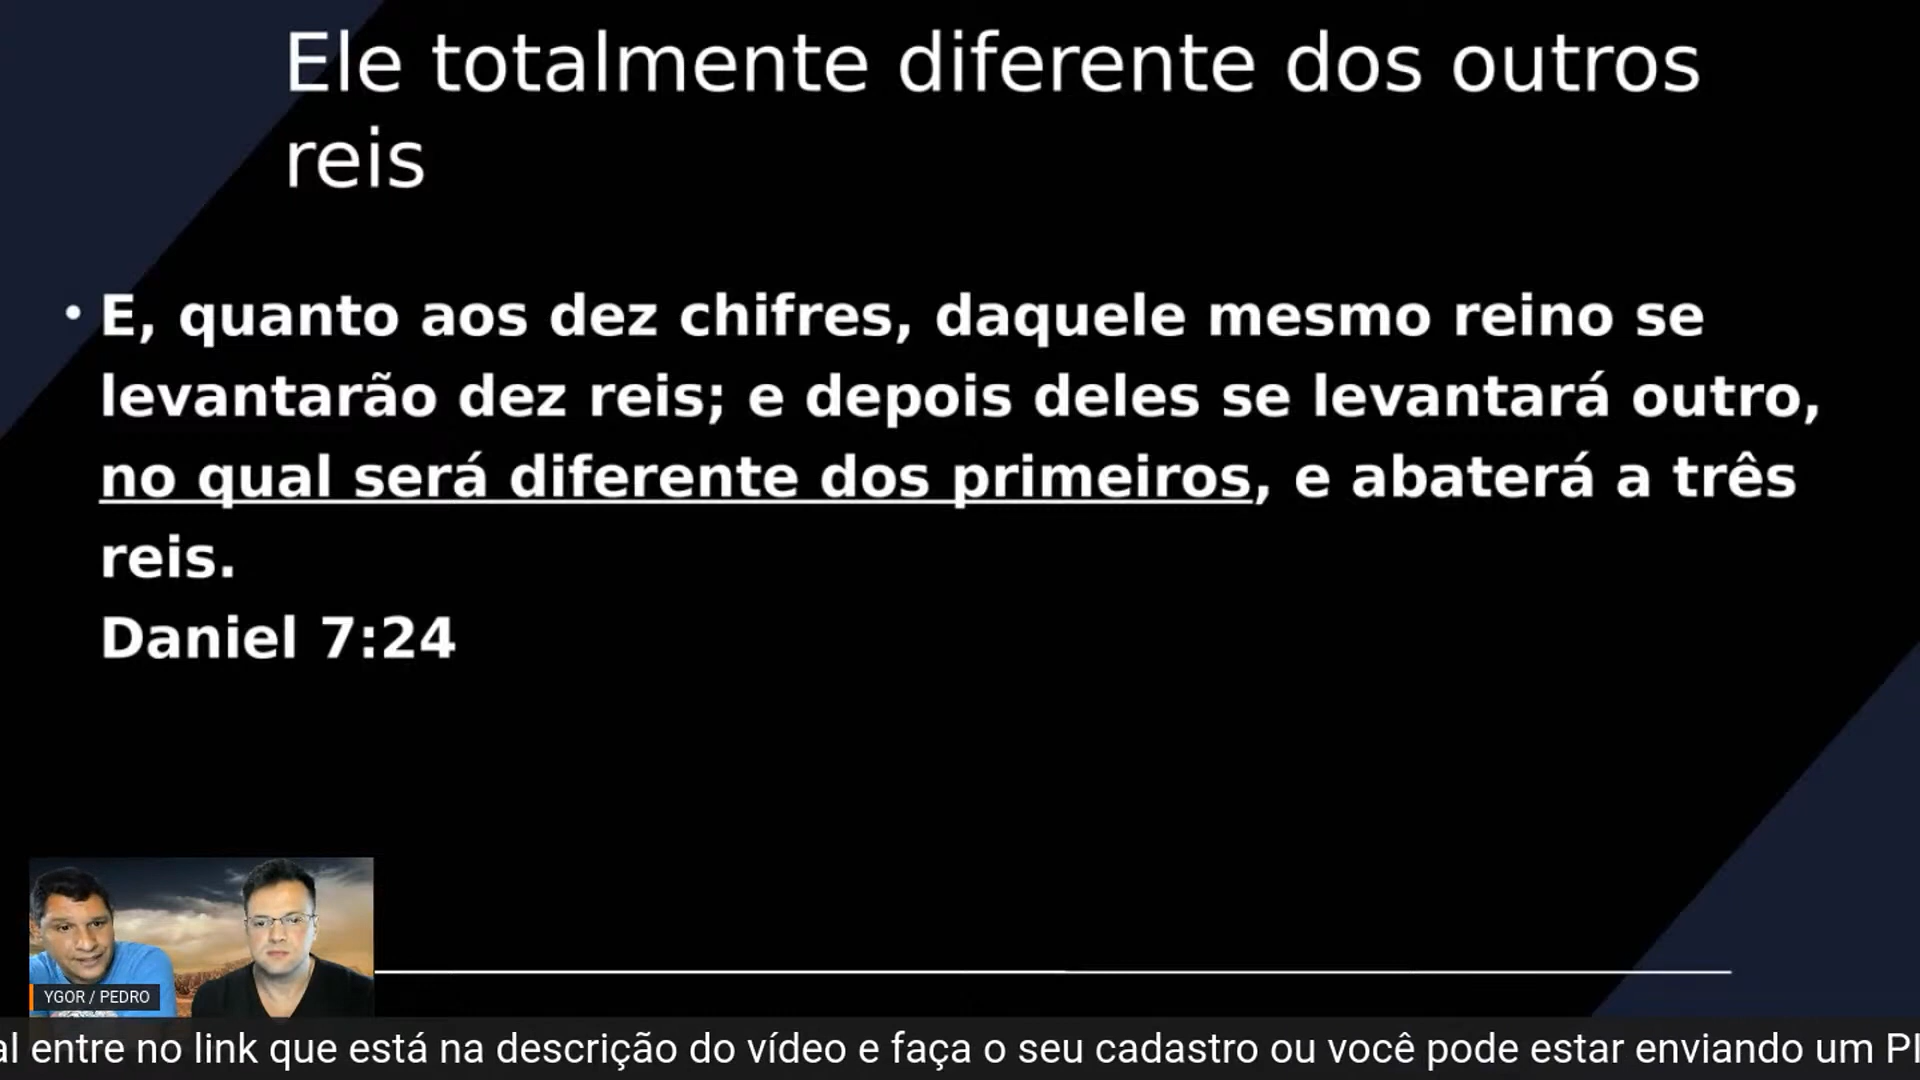 Ele totalmente diferente dos outros
reis
• E, quanto aos dez chifres, daquele mesmo reino se
levantarão dez reis; e depois deles se levantará outro,
no qual será diferente dos primeiros, e abaterá a três
reis.
Daniel 7:24
YGOR / PEDRO
al entre no link que está na descrição do vídeo e faça o seu cadastro ou você pode estar enviando um PI